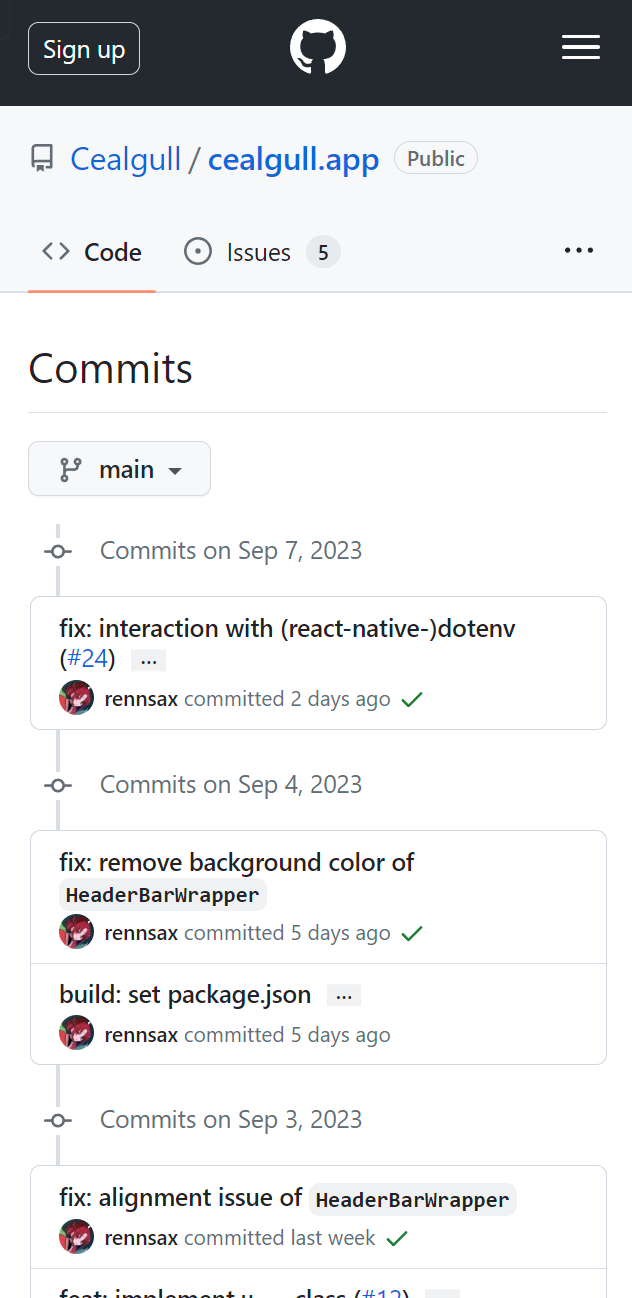 Sign up
Cealgull / cealgull.app Public
Code Issues 5 ...
Commits
main
Commits on Sep 7, 2023
fix: interaction with (react-native-)dotenv
(#24) ...
rennsax committed 2 days ago
Commits on Sep 4, 2023
fix: remove background color of
HeaderBarWrapper
rennsax committed 5 days ago
build: set package.json ...
rennsax committed 5 days ago
Commits on Sep 3, 2023
fix: alignment issue of HeaderBarWrapper
rennsax committed last week
feat: implement